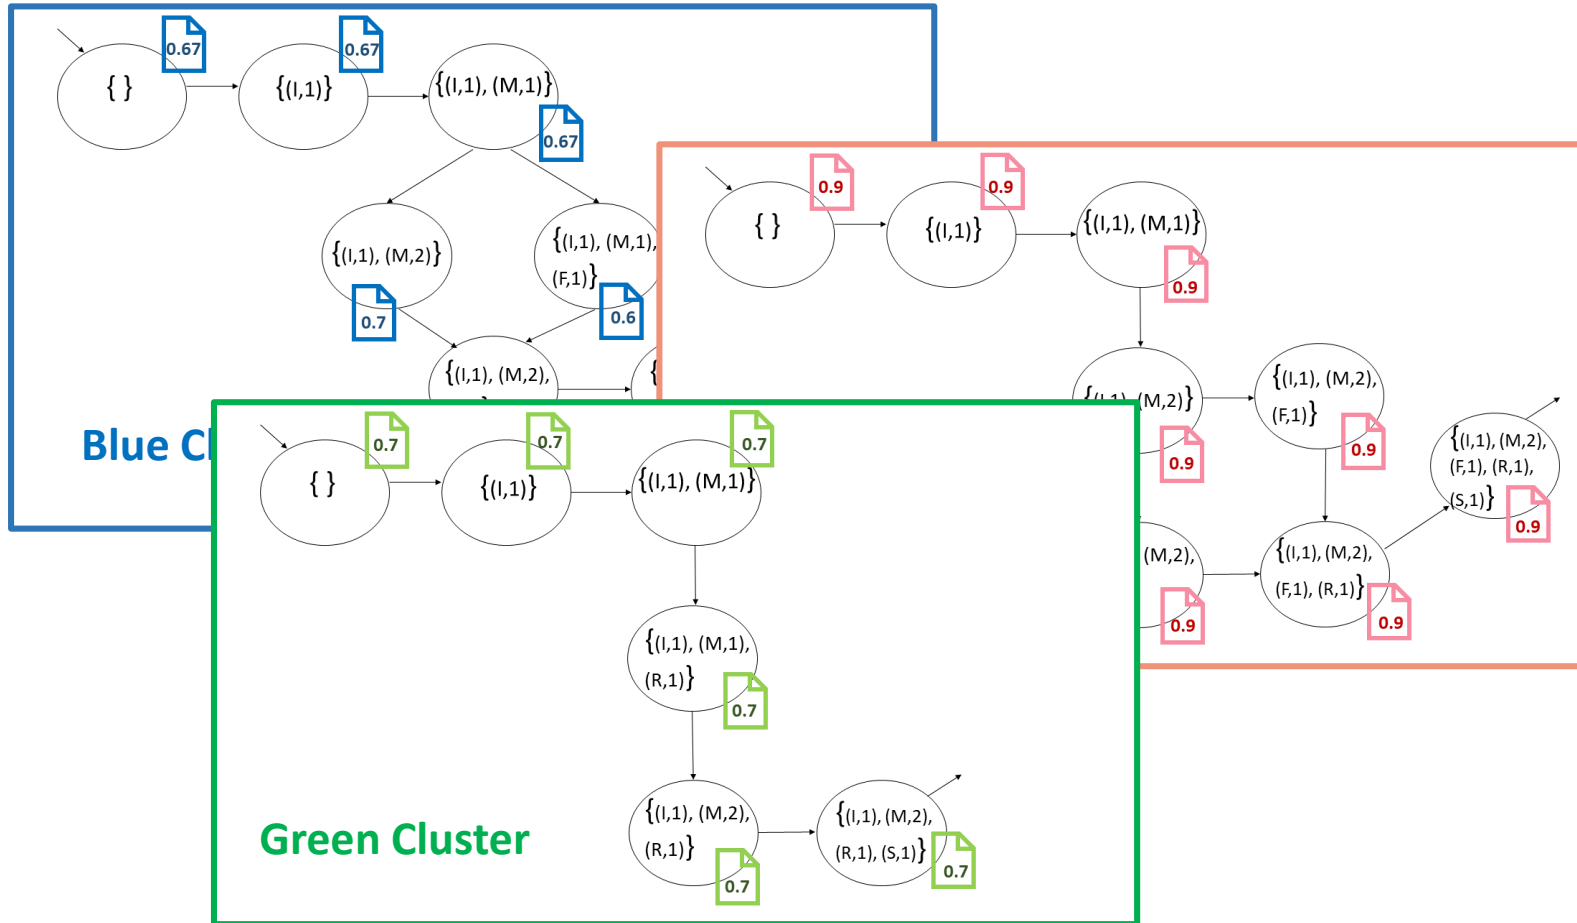 0.67
0.67
{ }
{(I,1)}
{(I,1), (M,1)}
0.67
{(I,1), (M,2)}
{(I,1), (M,1),
(F,1)}
0.7
0.6
{(I,1), (M,2),
{
Blue
0.9
0.9
{ }
{(I,1)}
{(I,1), (M,1)}
0.9
(M,2)}
0.9
{(I,1), (M,2),
(F,1)}
0.9
{(I,1), (M,2),
(F,1), (R,1),
(S,1)}
0.9
(M,2),
0.9
{(I,1), (M,2),
(F,1), (R,1)}
0.9
0.7
0.7
0.7
{ }
{(I,1)}
{(I,1), (M,1)}
{(I,1), (M,1),
(R,1)}
0.7
{(I,1), (M,2),
(R,1)}
0.7
{(I,1), (M,2),
(R,1), (S,1)}
0.7
Green Cluster